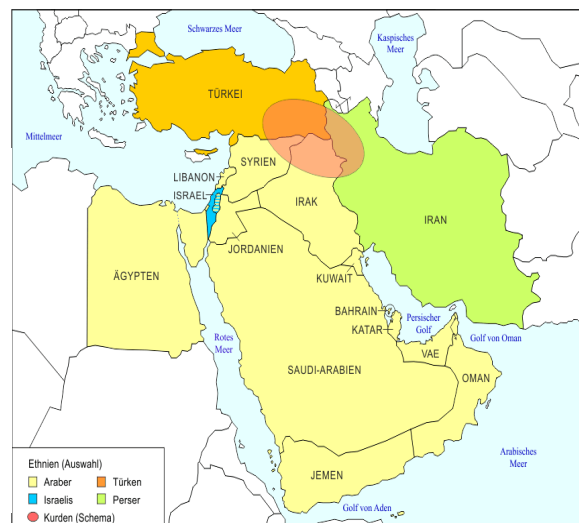 Schwarzes Meer
Kaspisches
Meer
TÜRKEI
Mittelmeer
SYRIEN
LIBANON
ISRAEL
IRAK
IRAN
JORDANIEN
ÄGYPTEN
KUWAIT
BAHRAIN
Persischer
Golf
KATAR
Rotes
Meer
Golf von Oman
VAE
SAUDI-ARABIEN
OMAN
Arabisches
Meer
JEMEN
Golf von Aden
Ethnien (Auswahl)
Araber
Türken
Israelis
Perser
Kurden (Schema)